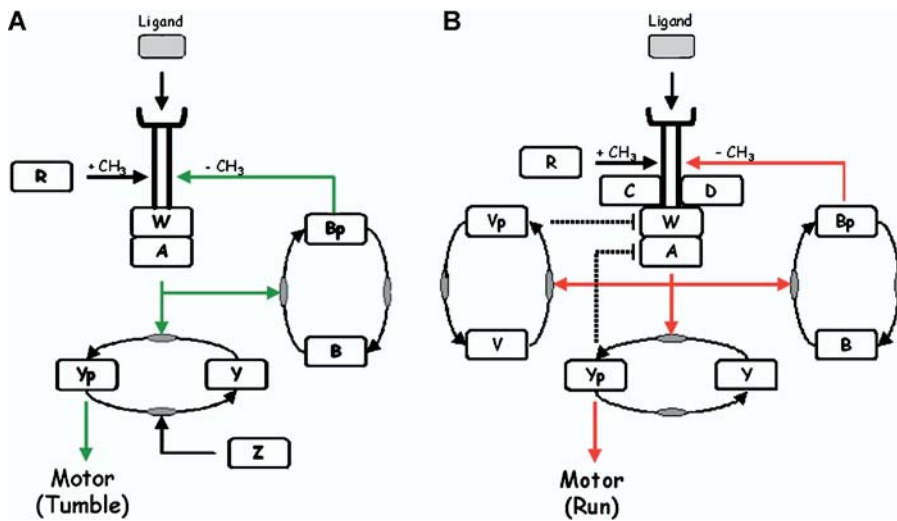 A
Ligand
R
+ CH3
- CH3
W
A
Bp
B
Yp
Y
Z
Motor
(Tumble)
B
Ligand
R
+ CH3
- CH3
C
D
Vp
W
Bp
A
V
B
Yp
Y
Motor
(Run)